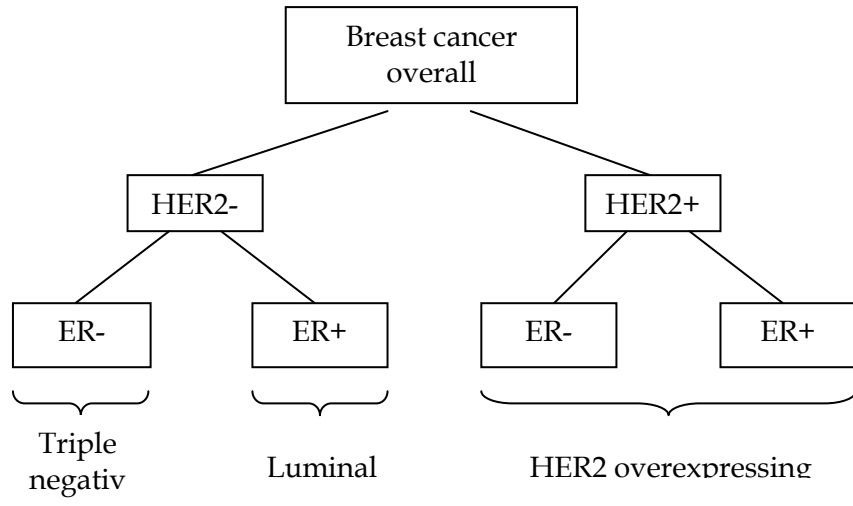 Breast cancer
overall
HER2-
HER2+
ER-
ER+
ER-
ER+
Triple
negativ
Luminal
HER2 overexpressing